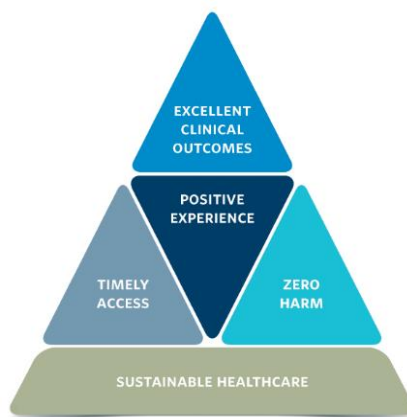 EXCELLENT
CLINICAL
OUTCOMES
POSITIVE
EXPERIENCE
TIMELY
ACCESS
ZERO
HARM
SUSTAINABLE HEALTHCARE